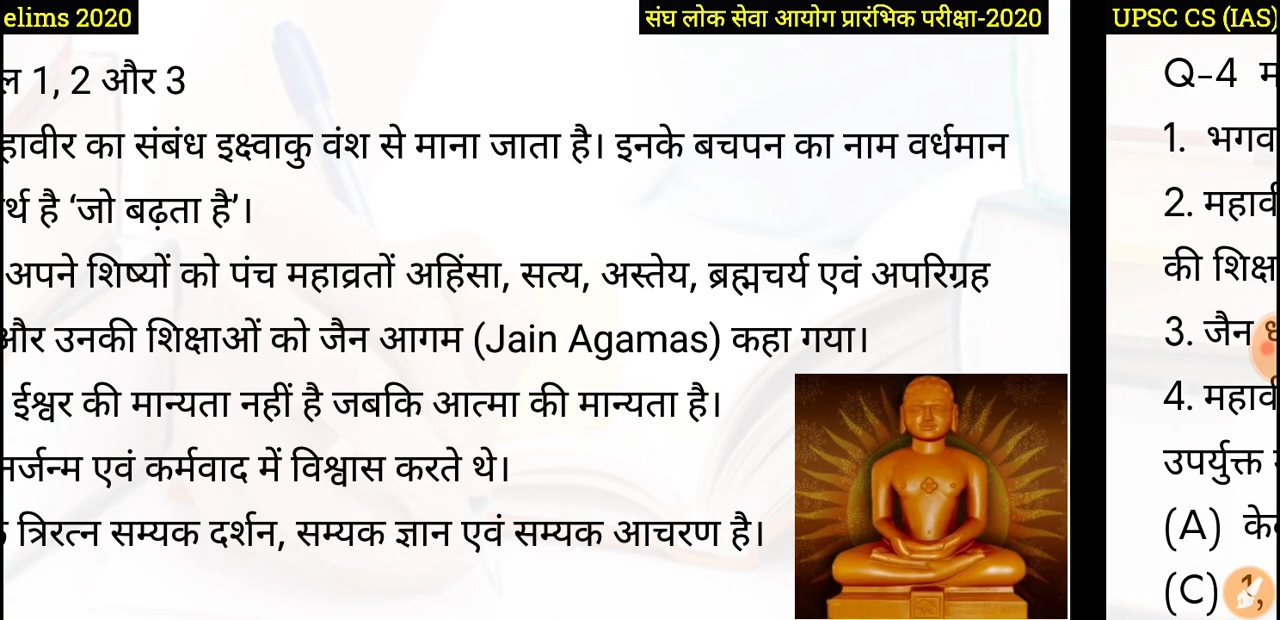 elims 2020
संघ लोक सेवा आयोग प्रारंभिक परीक्षा-2020
1, 2 और 3
का संबंध इक्ष्वाकु वंश से माना जाता है। इनके बचपन का नाम वर्धमान
है ‘जो बढ़ता है’।
अपने शिष्यों को पंच महाव्रतों अहिंसा, सत्य, अस्तेय, ब्रह्मचर्य एवं अपरिग्रह
और उनकी शिक्षाओं को जैन आगम (Jain Agamas) कहा गया।
ईश्वर की मान्यता नहीं है जबकि आत्मा की मान्यता है।
एवं कर्मवाद में विश्वास करते थे।
त्रिरत्न सम्यक दर्शन, सम्यक ज्ञान एवं सम्यक आचरण है।
UPSC CS (IAS)
Q-4
1. भगव
2. महाव
की शिक्ष
3. जैन
4. महाव
उपर्युक्त
(A) के
(C)